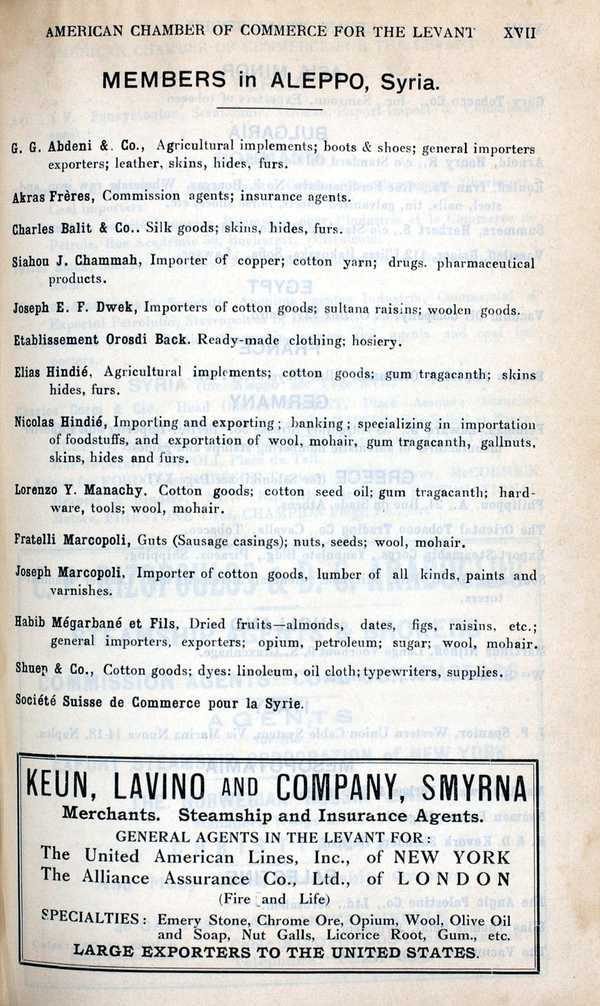 AMERICAN CHAMBER OF COMMERCE FOR THE LEVANT XVII
MEMBERS in ALEPPO, Syria.
G. G. Abdeni & Co., Agricultural implements; boots & shoes; general importers
exporters; leather, skins, hides, furs.
Akras Frères, Commission agents; insurance agents.
Charles Balit & Co.. Silk goods; skins, hides, furs.
Siahou J. Chammah, Importer of copper; cotton yarn; drugs. pharmaceutical
products.
Joseph E. F. Dwek, Importers of cotton goods; sultana raisins; woolen goods.
Etablissement Orosdi Back. Ready-made clothing; hosiery.
Elias Hindié, Agricultural implements; cotton goods; gum tragacanth; skins
hides, furs.
Nicolas Hindié, Importing and exporting; banking; specializing in importation
of foodstuffs, and exportation of wool, mohair, gum tragacanth, gallnuts,
skins, hides and furs.
Lorenzo Y. Manachy. Cotton goods; cotton seed oil; gum tragacanth; hard-
ware, tools; wool, mohair.
Fratelli Marcopoli, Guts (Sausage casings); nuts, seeds; wool, mohair.
Joseph Marcopoli, Importer of cotton goods, lumber of all kinds, paints and
varnishes.
Habib Mégarbané et Fils, Dried fruits—almonds, dates, figs, raisins, etc.;
general importers, exporters; opium, petroleum; sugar; wool, mohair.
& Co., Cotton goods; dyes: linoleum, oil cloth; typewriters, supplies.
Société Suisse de Commerce pour la Syrie.
KEUN, LAVINO AND COMPANY, SMYRNA
Merchants. Steamship and Insurance Agents.
GENERAL AGENTS IN THE LEVANT FOR:
The United American Lines, Inc., of NEW YORK
The Alliance Assurance Co., Ltd., of LONDON
(Fire and Life)
SPECIALTIES: Emery Stone, Chrome Ore, Opium, Wool, Olive Oil
and Soap, Nut Galls, Licorice Root, Gum., etc.
LARGE EXPORTERS TO THE UNITED STATES.